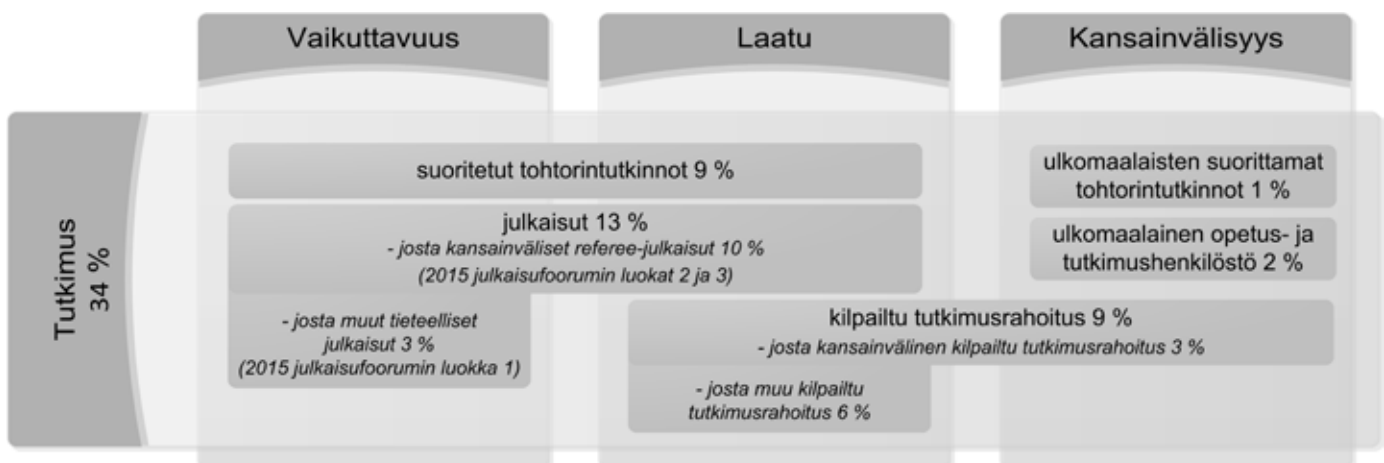 Vaikuttavuus
Laatu
Kansainvälisyys
Tutkimus
34 %
suoritetut tohtorintutkinnot 9 %
ulkomaalaisten suorittamat
tohtorintutkinnot 1 %
julkaisut 13 %
- josta kansainväliset referee-julkaisut 10 %
(2015 julkaisufoorumin luokat 2 ja 3)
ulkomaalainen opetus- ja
tutkimushenkilöstö 2 %
- josta muut tieteelliset
julkaisut 3 %
(2015 julkaisufoorumin luokka 1)
kilpailtu tutkimusrahoitus 9 %
- josta kansainvälinen kilpailtu tutkimusrahoitus 3 %
- josta muu kilpailtu
tutkimusrahoitus 6 %